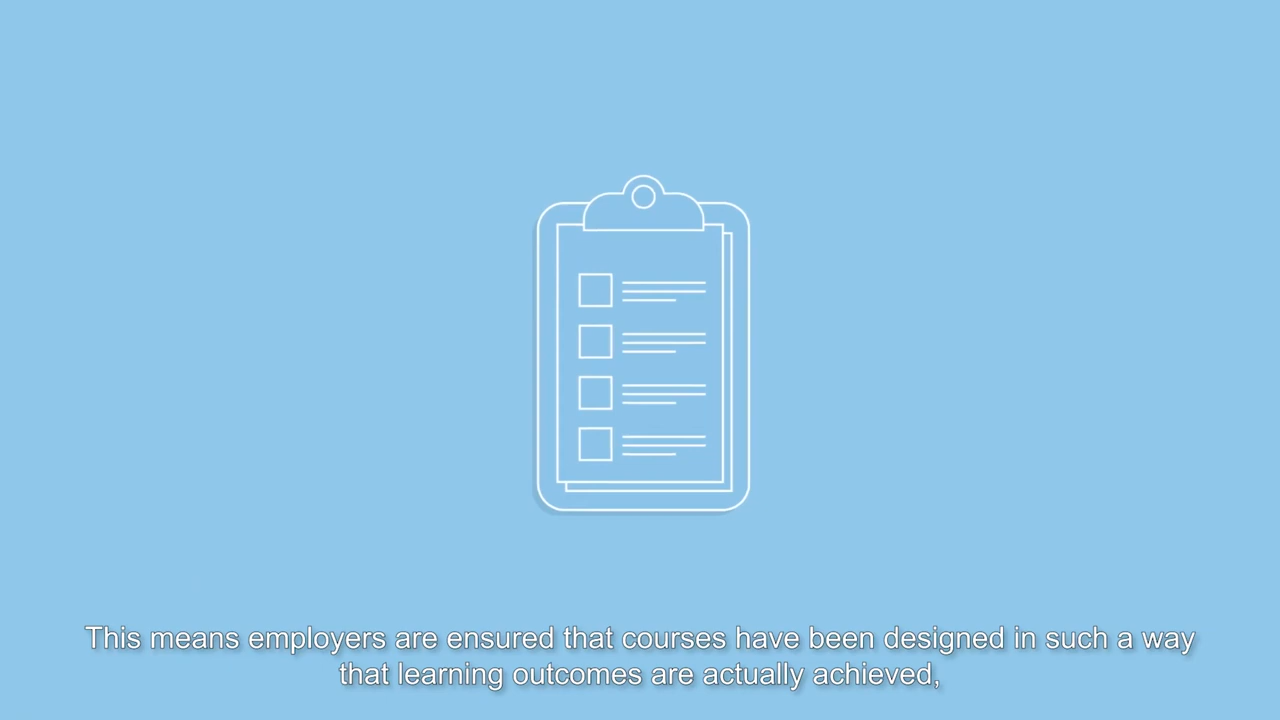 This means employers are ensured that courses have been designed in such a way
that learning outcomes are actually achieved,